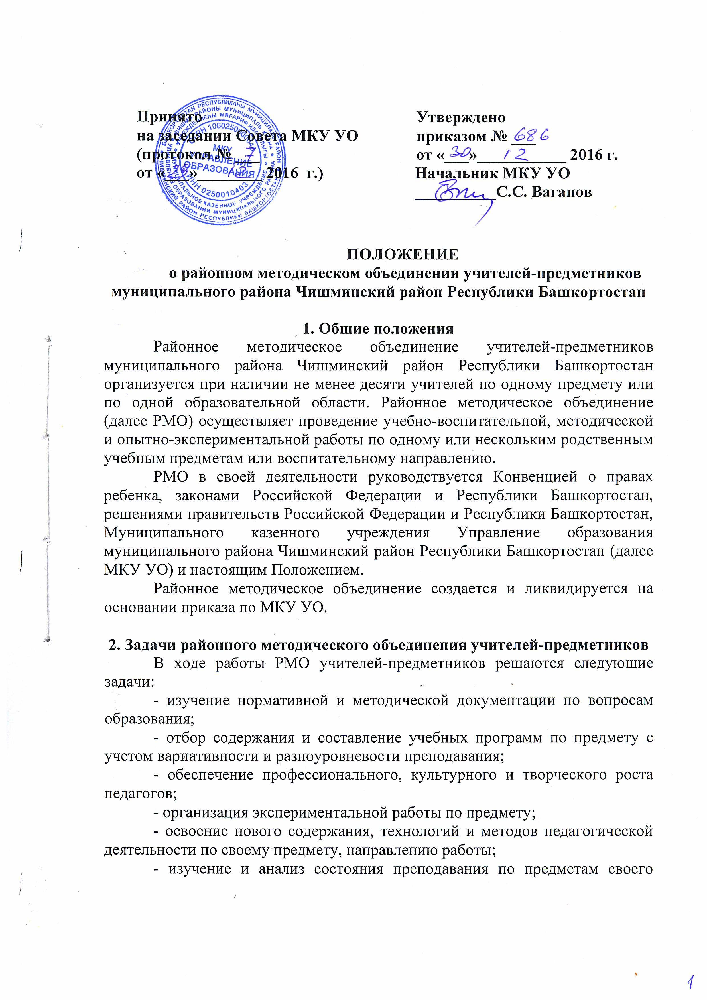 Принято
на заседании Совета МКУ УО
(протокол № 7
от «___»________12 2016 г.)
Утверждено
приказом № 686
от «30» 12 2016 г.
Начальник МКУ УО
__________С.С. Вагапов
МКУ
УПРАВЛЕНИЕ
ОБРАЗОВАНИЯ
ИНН 0250010403
ПОЛОЖЕНИЕ
о районном методическом объединении учителей-предметников
муниципального района Чишминский район Республики Башкортостан
1. Общие положения
Районное методическое объединение учителей-предметников
муниципального района Чишминский район Республики Башкортостан
организуется при наличии не менее десяти учителей по одному предмету или
по одной образовательной области. Районное методическое объединение
(далее РМО) осуществляет проведение учебно-воспитательной, методической
и опытно-экспериментальной работы по одному или нескольким родственным
учебным предметам или воспитательному направлению.
РМО в своей деятельности руководствуется Конвенцией о правах
ребенка, законами Российской Федерации и Республики Башкортостан,
решениями правительств Российской Федерации и Республики Башкортостан,
Муниципального казенного учреждения Управление образования
муниципального района Чишминский район Республики Башкортостан (далее
МКУ УО) и настоящим Положением.
Районное методическое объединение создается и ликвидируется на
основании приказа по МКУ УО.
2. Задачи районного методического объединения учителей-предметников
В ходе работы РМО учителей-предметников решаются следующие
задачи:
- изучение нормативной и методической документации по вопросам
образования;
- отбор содержания и составление учебных программ по предмету с
учетом вариативности и разноуровневости преподавания;
- обеспечение профессионального, культурного и творческого роста
педагогов;
- организация экспериментальной работы по предмету;
- освоение нового содержания, технологий и методов педагогической
деятельности по своему предмету, направлению работы;
- изучение и анализ состояния преподавания по предметам своего
1